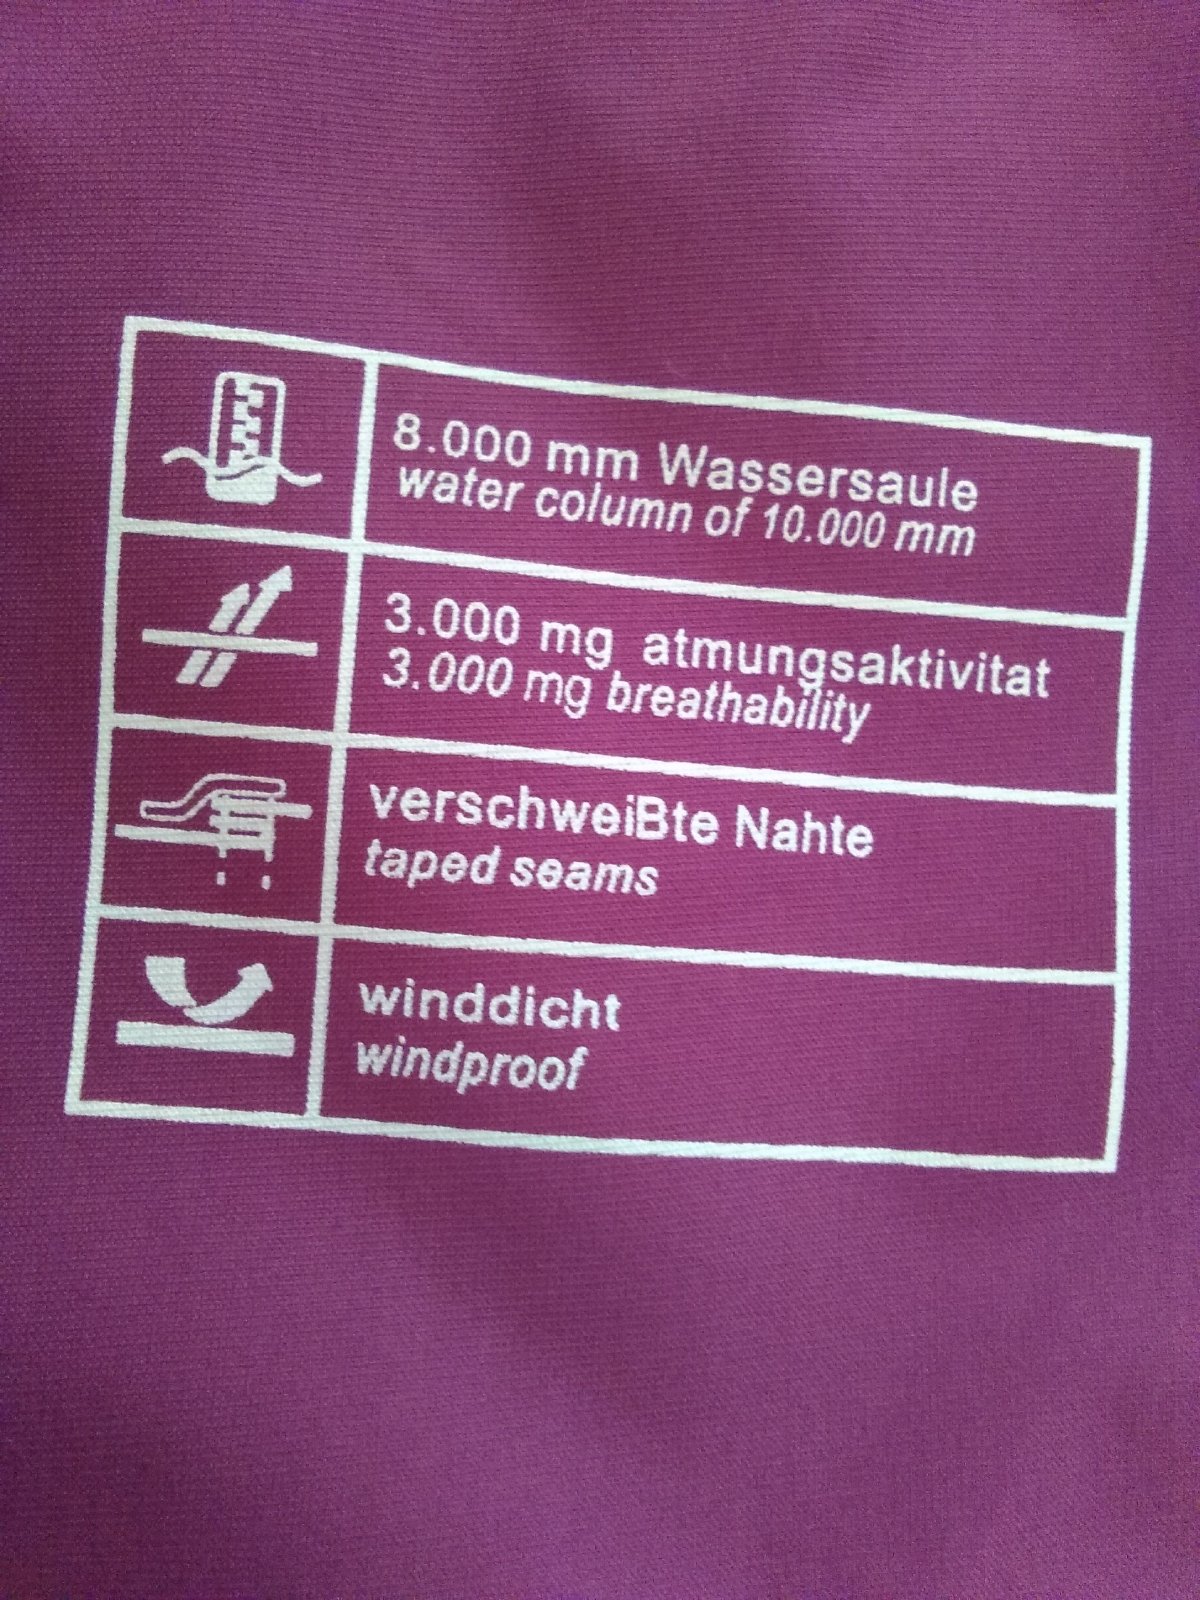 8.000 mm Wassersaule
water column of 10.000 mm
3.000 mg atmungsaktivitat
3.000 mg breathability
verschweiBte Nahte
taped seams
winddicht
windproof